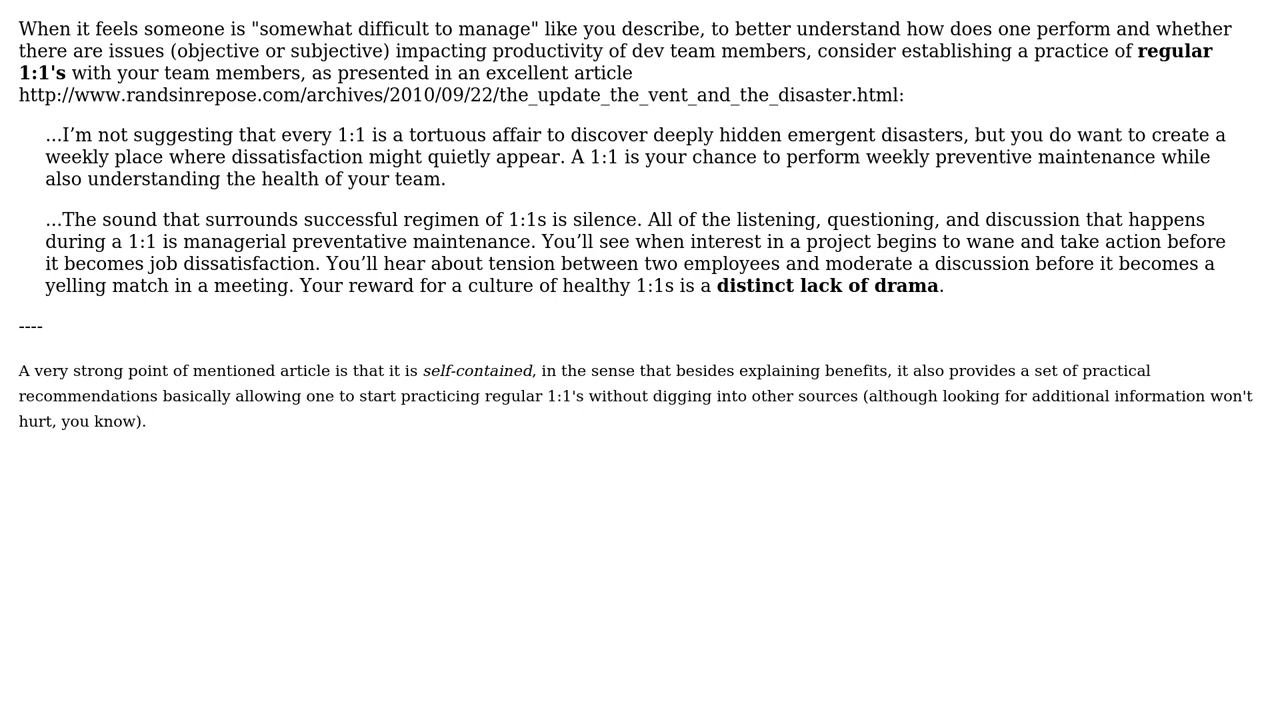 When it feels someone is "somewhat difficult to manage" like you describe, to better understand how does one perform and whether
there are issues (objective or subjective) impacting productivity of dev team members, consider establishing a practice of regular
1:1's with your team members, as presented in an excellent article
http://www.randsinrepose.com/archives/2010/09/22/the_update_the_vent_and_the_disaster.html:
...I’m not suggesting that every 1:1 is a tortuous affair to discover deeply hidden emergent disasters, but you do want to create a
weekly place where dissatisfaction might quietly appear. A 1:1 is your chance to perform weekly preventive maintenance while
also understanding the health of your team.
...The sound that surrounds successful regimen of 1:1s is silence. All of the listening, questioning, and discussion that happens
during a 1:1 is managerial preventative maintenance. You’ll see when interest in a project begins to wane and take action before
it becomes job dissatisfaction. You’ll hear about tension between two employees and moderate a discussion before it becomes a
yelling match in a meeting. Your reward for a culture of healthy 1:1s is a distinct lack of drama.
----
A very strong point of mentioned article is that it is self-contained, in the sense that besides explaining benefits, it also provides a set of practical
recommendations basically allowing one to start practicing regular 1:1's without digging into other sources (although looking for additional information won't
hurt, you know).